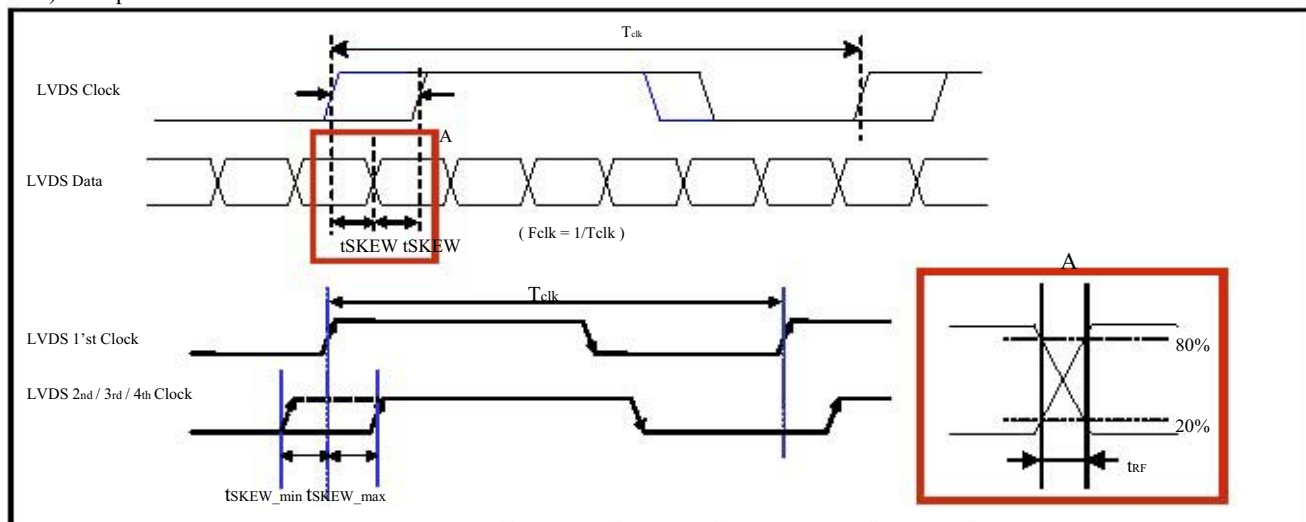 Tclk
LVDS Clock
A
LVDS Data
tSKEW tSKEW
( Fclk = 1/Tclk )
A
Tclk
LVDS 1'st Clock
80%
LVDS 2nd / 3rd / 4th Clock
20%
tRF
tSKEW_min tSKEW_max